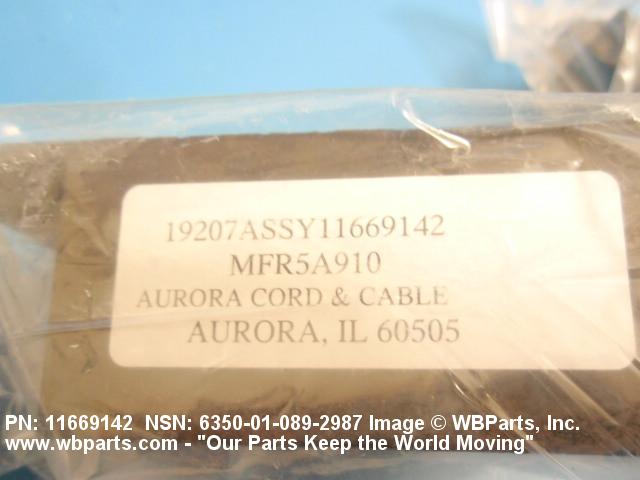 19207ASSY11669142
MFR5A910
AURORA CORD & CABLE
AURORA, IL 60505
PN: 11669142 NSN: 6350-01-089-2987 Image © WBParts, Inc.
www.wbparts.com - "Our Parts Keep the World Moving"